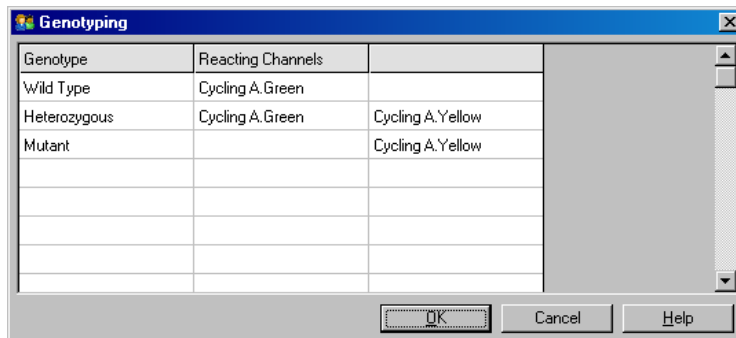 Genotyping
Genotype Reacting Channels
Wild Type Cycling A.Green
Heterozygous Cycling A.Green Cycling A.Yellow
Mutant Cycling A.Yellow
OK Cancel Help